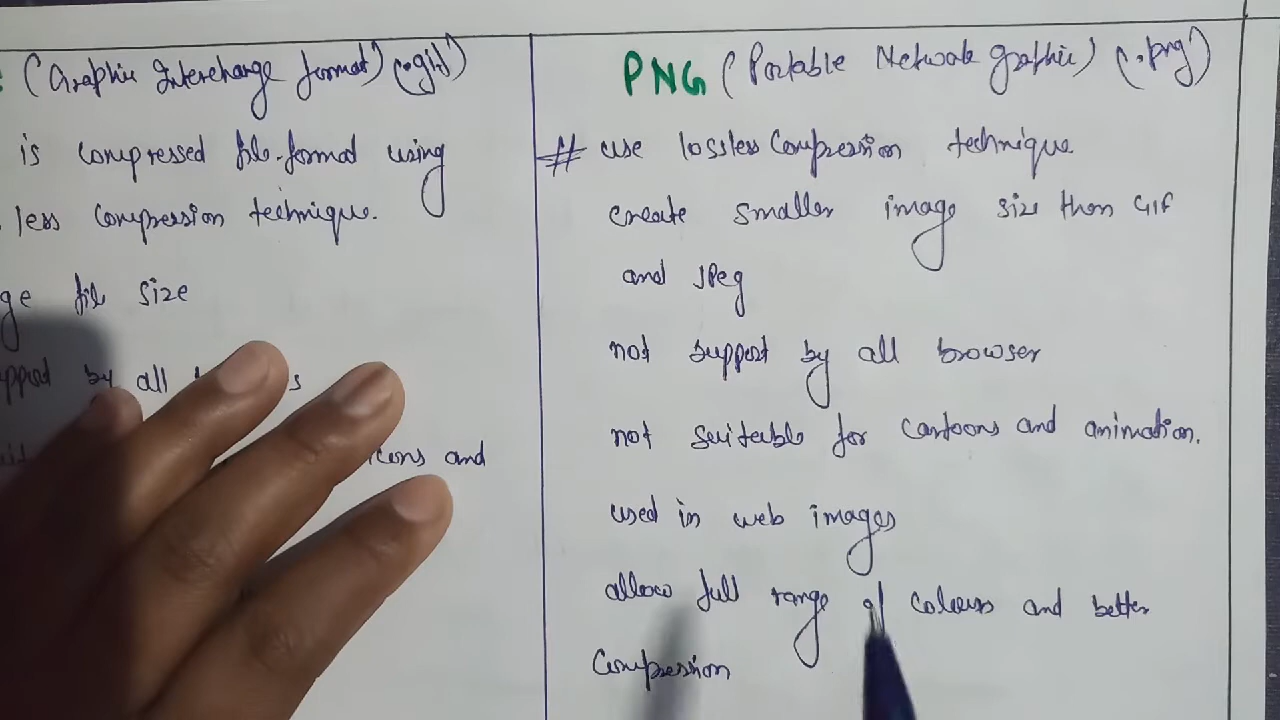 : (Graphic Interchange format) (.gif)
is compressed file-format using
less compression technique.
ge file size
pport by all s
cons and
PNG (Portable Network graphic) (.png)
# use lossless Compression technique
create smaller image size then GIF
and JPeg
not support by all browser
not suitable for cartoons and animation.
used in web images
allow full range of colours and better
Compression